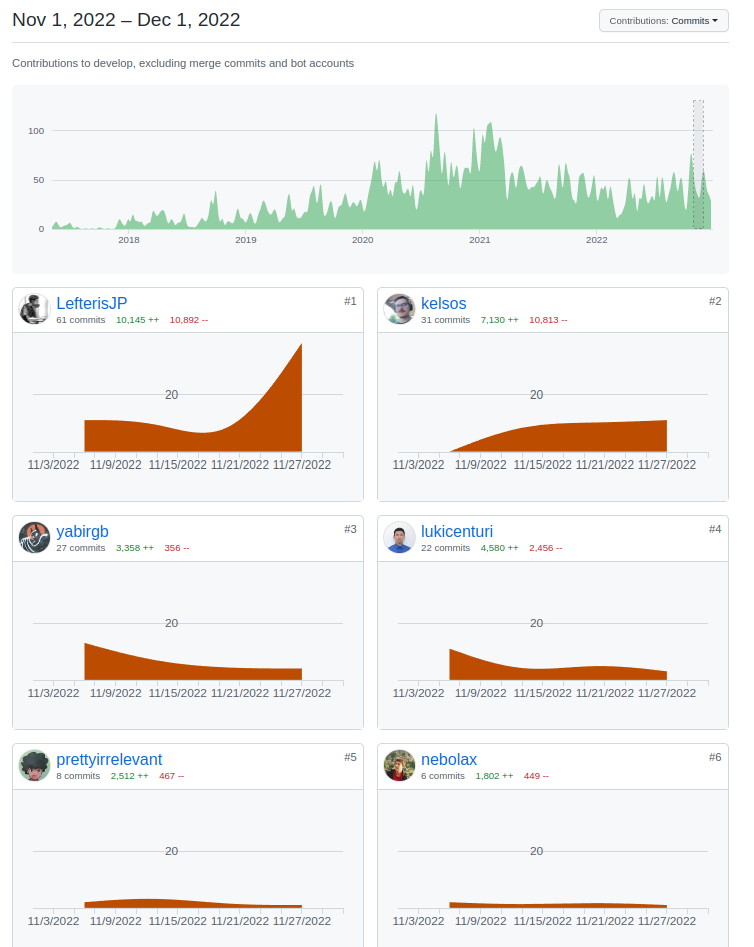 Nov 1, 2022 – Dec 1, 2022
Contributions: Commits
Contributions to develop, excluding merge commits and bot accounts
100
50
0
2018 2019 2020 2021 2022
LefterisJP #1
61 commits 10,145 ++ 10,892 --
20
11/3/2022 11/9/2022 11/15/2022 11/21/2022 11/27/2022
kelsos #2
31 commits 7,130 ++ 10,813 --
20
11/3/2022 11/9/2022 11/15/2022 11/21/2022 11/27/2022
yabirgb #3
27 commits 3,358 ++ 356 --
20
11/3/2022 11/9/2022 11/15/2022 11/21/2022 11/27/2022
lukicenturi #4
22 commits 4,580 ++ 2,456 --
20
11/3/2022 11/9/2022 11/15/2022 11/21/2022 11/27/2022
prettyirrelevant #5
8 commits 2,512 ++ 467 --
20
11/3/2022 11/9/2022 11/15/2022 11/21/2022 11/27/2022
nebolax #6
6 commits 1,802 ++ 449 --
20
11/3/2022 11/9/2022 11/15/2022 11/21/2022 11/27/2022